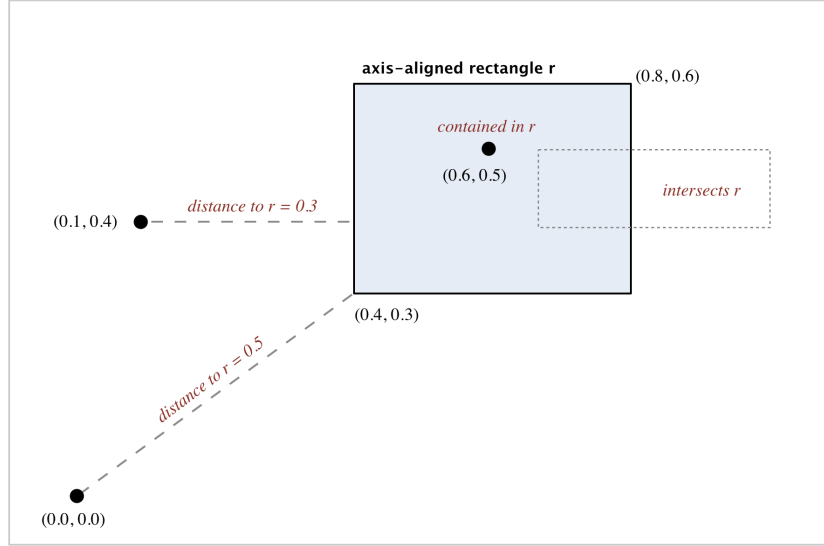 axis-aligned rectangle r
(0.8, 0.6)
contained in r
(0.6, 0.5)
intersects r
distance to r = 0.3
(0.1, 0.4)
(0.4, 0.3)
distance to r = 0.5
(0.0, 0.0)